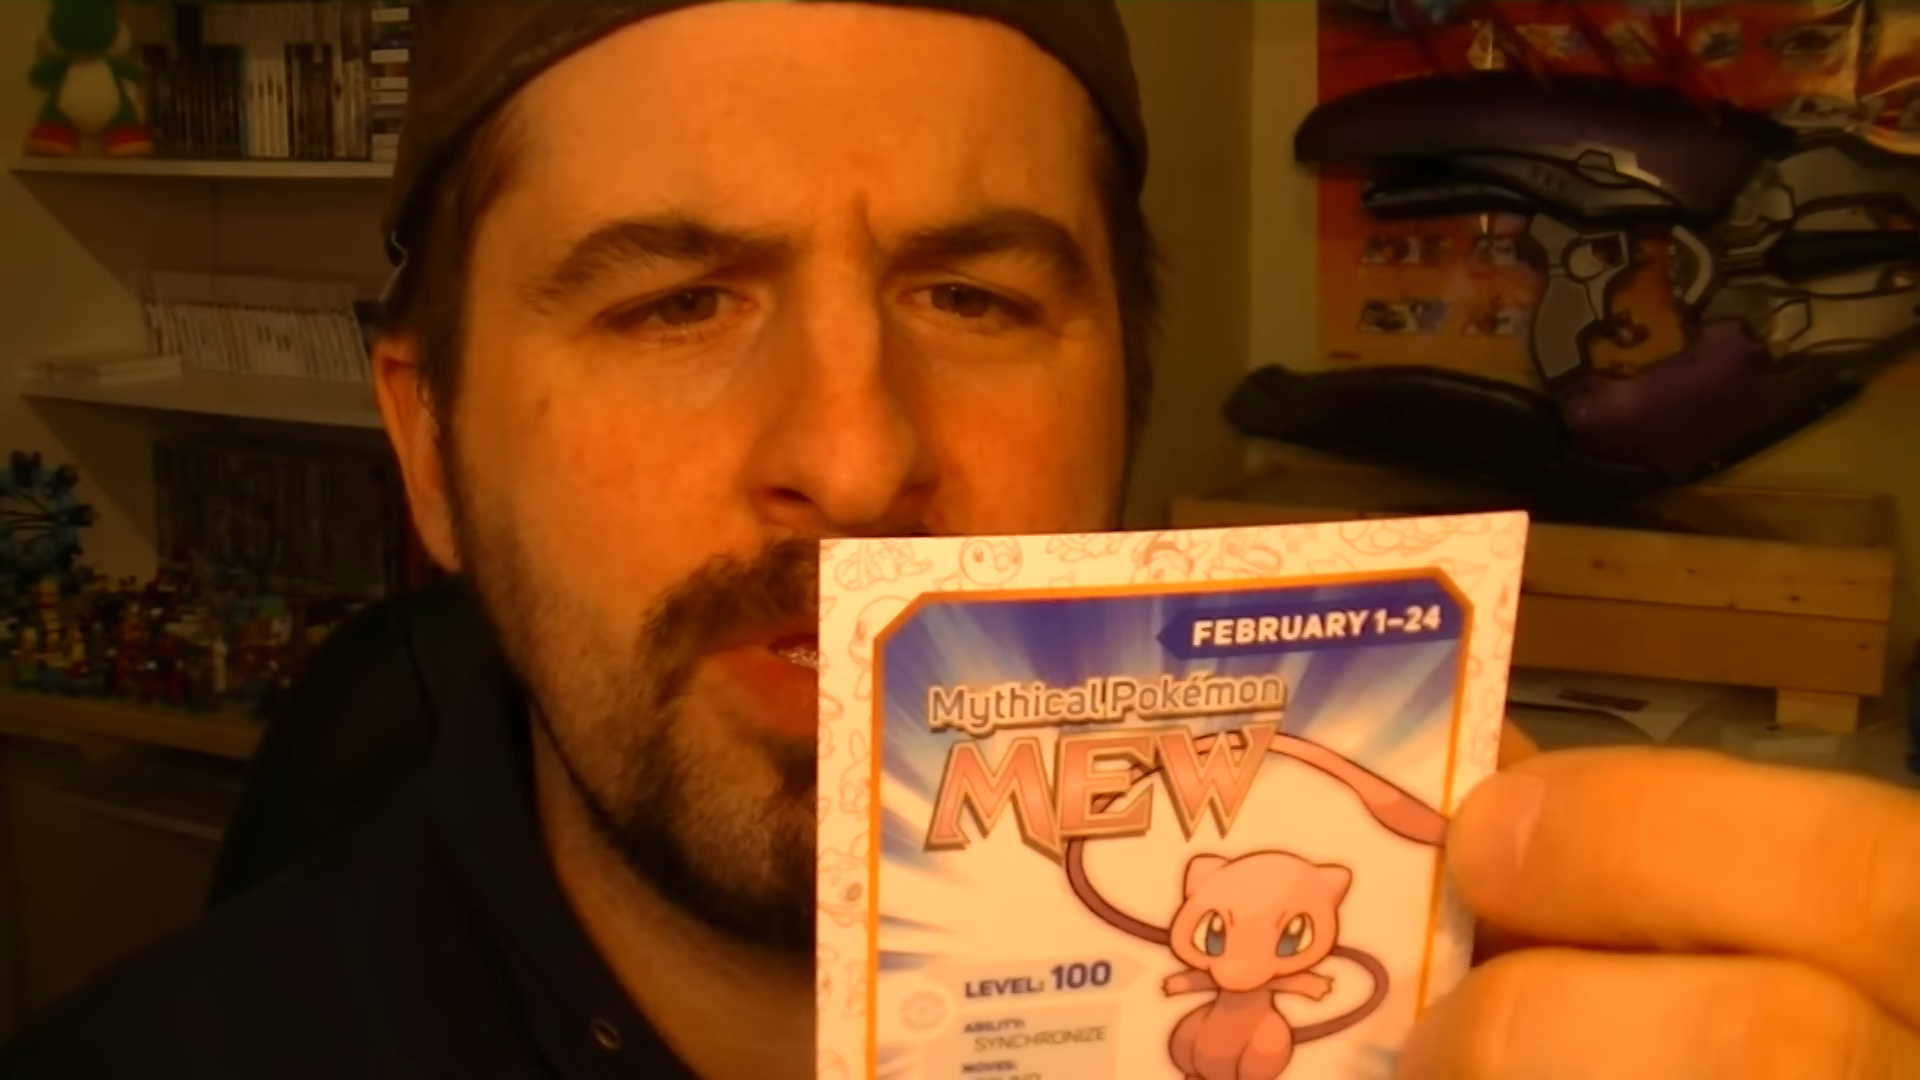 FEBRUARY 1–24
Mythical Pokémon
MEW
LEVEL: 100
ABILITY:
SYNCHRONIZE
MOVES: